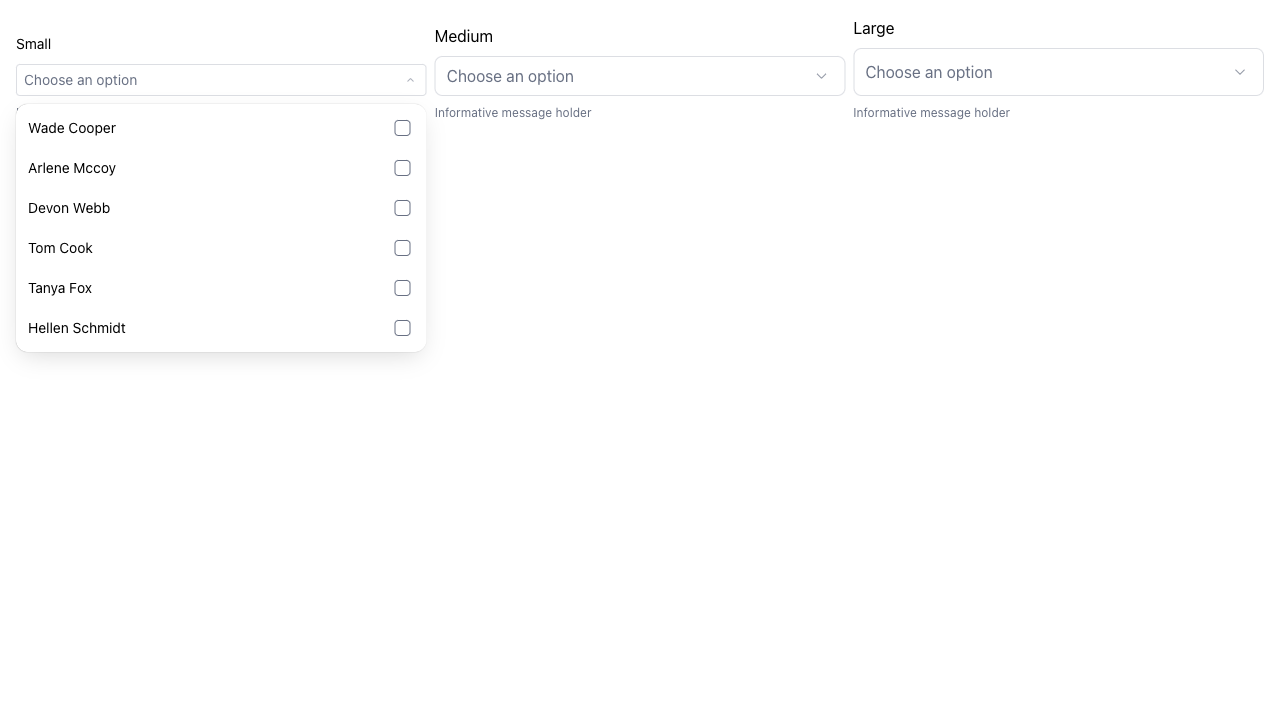 Small
Choose an option
Wade Cooper
Arlene Mccoy
Devon Webb
Tom Cook
Tanya Fox
Hellen Schmidt
Medium
Choose an option
Informative message holder
Large
Choose an option
Informative message holder